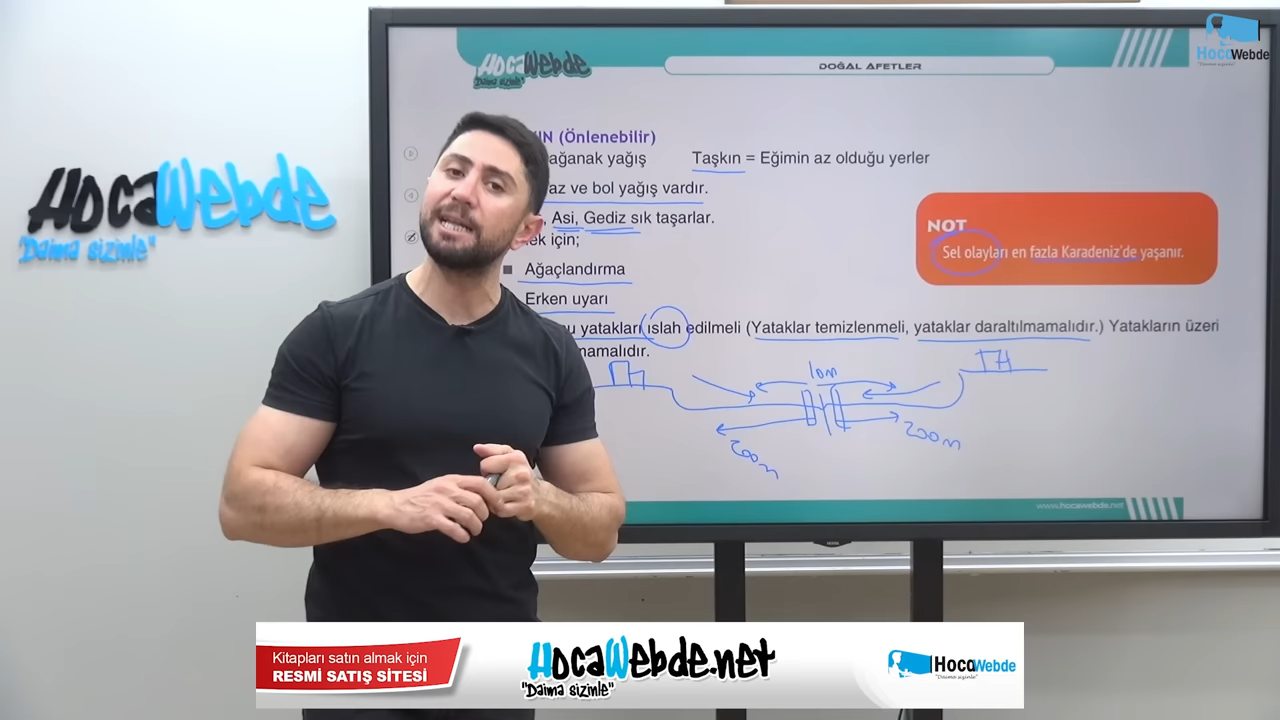 HocaWebde
"Daima sizinle"
HocaWebde
"Daima sizinle"
DOĞAL AFETLER
HocaWebde
"Daima sizinle"
(Önlenebilir)
yağış Taşkın = Eğimin az olduğu yerler
az ve bol yağış vardır.
Asi, Gediz sık taşarlar.
için;
NOT
Sel olayları en fazla Karadeniz'de yaşanır.
Ağaçlandırma
Erken uyarı
yatakları ıslah edilmeli (Yataklar temizlenmeli, yataklar daraltılmamalıdır.) Yatakların üzeri
10m
200m
200m
www.hocawebde.net
Kitapları satın almak için
RESMİ SATIŞ SİTESİ
HocaWebde.net
"Daima sizinle"
HocaWebde
"Daima sizinle"